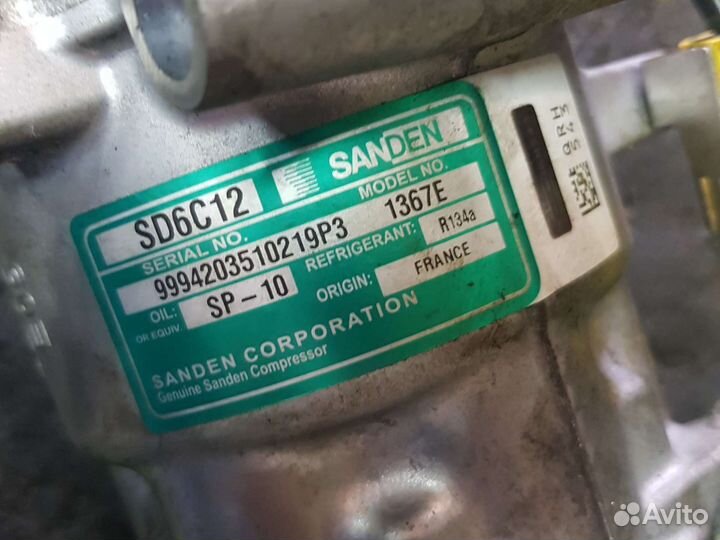 SANDEN
SD6C12
SERIAL NO.
MODEL NO.
9994203510219P3
1367E
OIL:
OR EQUIV.
SP-10
REFRIGERANT:
R134a
ORIGIN:
FRANCE
SANDEN CORPORATION
Genuine Sanden Compressor
Avito